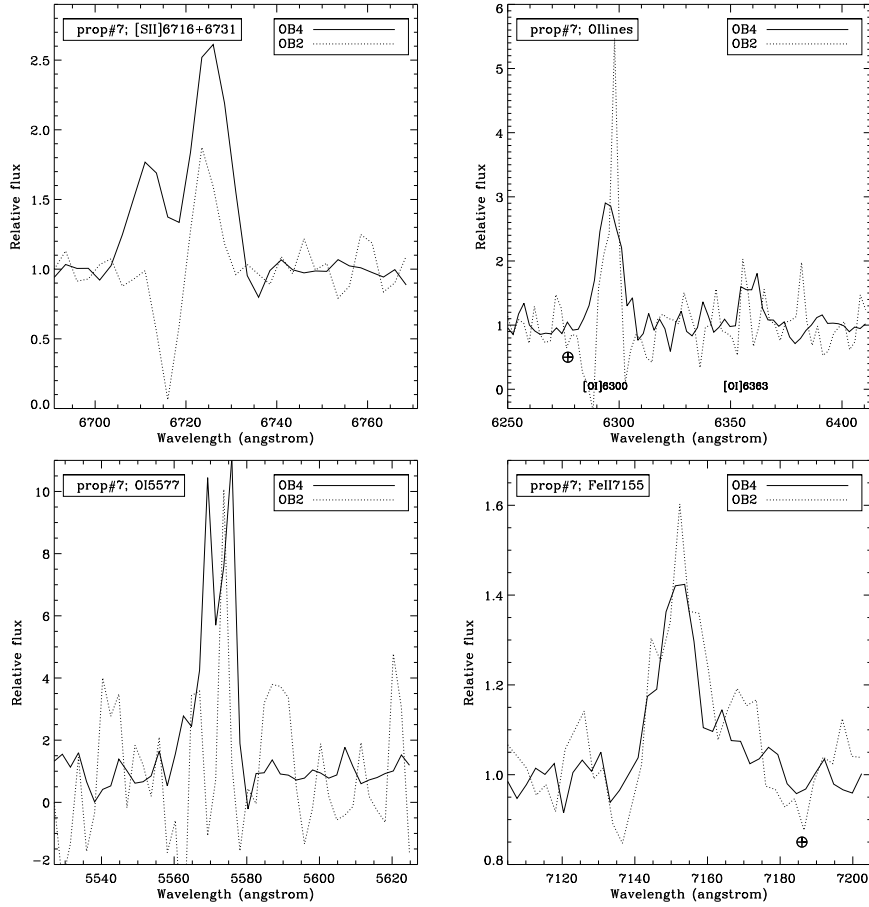 prop#7; [SII]6716+6731
OB4
OB2
Relative flux
2.5
2.0
1.5
1.0
0.5
0.0
6700 6720 6740 6760
Wavelength (angstrom)
prop#7; OIlines
OB4
OB2
Relative flux
6
5
4
3
2
1
0
[OI]6300 [OI]6363
6250 6300 6350 6400
Wavelength (angstrom)
prop#7; OI5577
OB4
OB2
Relative flux
10
8
6
4
2
0
-2
5540 5560 5580 5600 5620
Wavelength (angstrom)
prop#7; FeII7155
OB4
OB2
Relative flux
1.6
1.4
1.2
1.0
0.8
7120 7140 7160 7180 7200
Wavelength (angstrom)